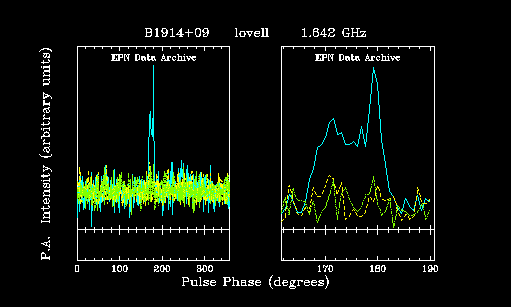 B1914+09 lovell 1.642 GHz
EPN Data Archive EPN Data Archive
P.A. Intensity (arbitrary units)
0 100 200 300 170 180 190
Pulse Phase (degrees)